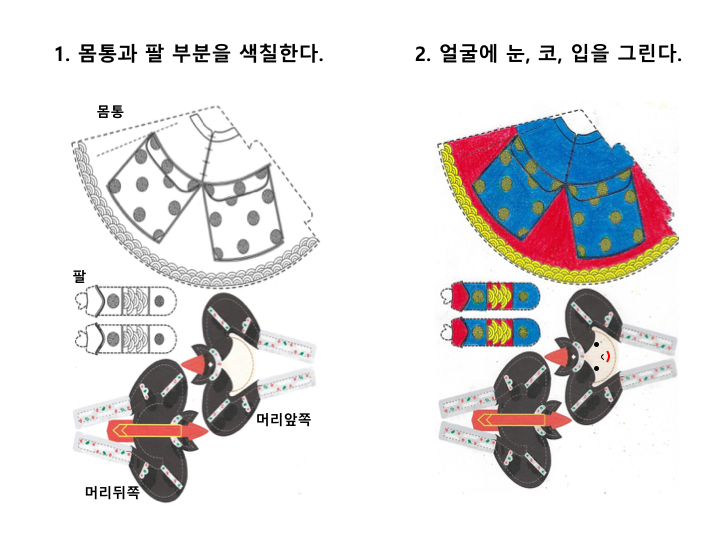 1. 몸통과 팔 부분을 색칠한다.
2. 얼굴에 눈, 코, 입을 그린다.
몸통
팔
머리앞쪽
머리뒤쪽